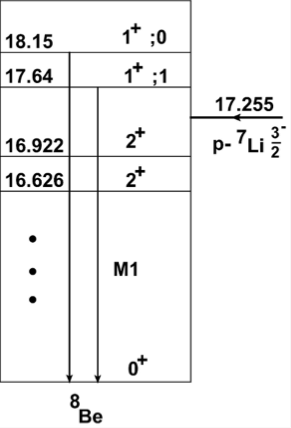 18.15 1⁺ ;0
17.64 1⁺ ;1
17.255
p- ⁷Li 3/2⁻
16.922 2⁺
16.626 2⁺
M1
0⁺
⁸Be